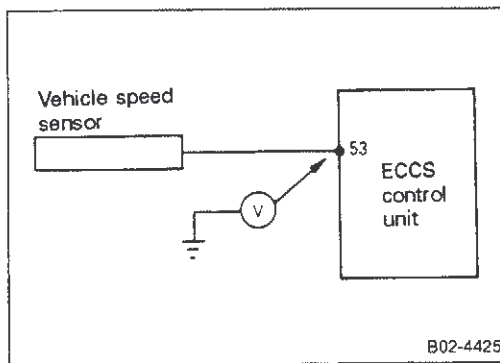 Vehicle speed
sensor
53
ECCS
control
unit
V
B02-4425